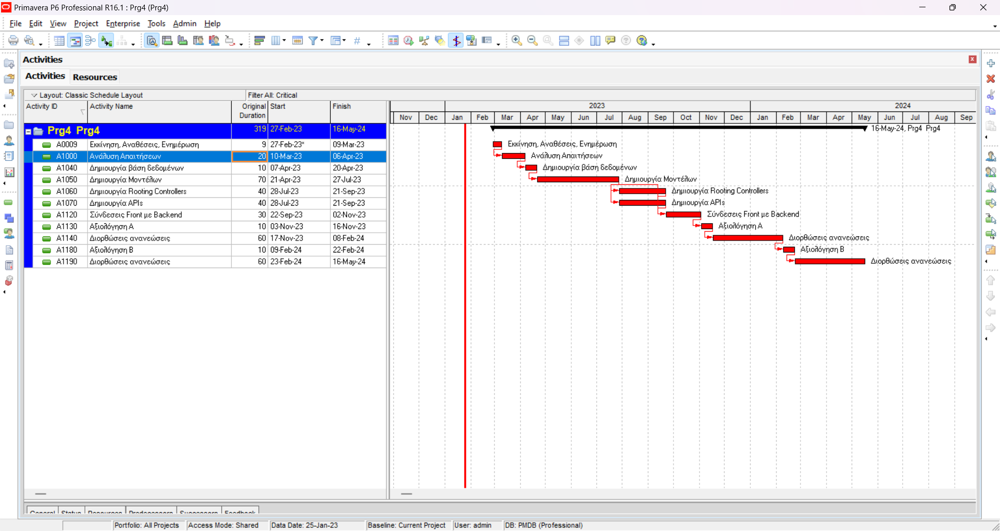 Primavera P6 Professional R16.1 : Prg4 (Prg4)
File Edit View Project Enterprise Tools Admin Help
Activities
Activities Resources
Layout: Classic Schedule Layout Filter All: Critical
Activity ID Activity Name Original Duration Start Finish
2023 2024
Nov Dec Jan Feb Mar Apr May Jun Jul Aug Sep Oct Nov Dec Jan Feb Mar Apr May Jun Jul Aug Sep
Prg4 Prg4 319 27-Feb-23 16-May-24 16-May-24, Prg4 Prg4
A0009 Εκκίνηση, Αναθέσεις, Ενημέρωση 9 27-Feb-23* 09-Mar-23 Εκκίνηση, Αναθέσεις, Ενημέρωση
A1000 Ανάλυση Απαιτήσεων 20 10-Mar-23 06-Apr-23 Ανάλυση Απαιτήσεων
A1040 Δημιουργία βάση δεδομένων 10 07-Apr-23 20-Apr-23 Δημιουργία βάση δεδομένων
A1050 Δημιουργία Μοντέλων 70 21-Apr-23 27-Jul-23 Δημιουργία Μοντέλων
A1060 Δημιουργία Rooting Controllers 40 28-Jul-23 21-Sep-23 Δημιουργία Rooting Controllers
A1070 Δημιουργία APIs 40 28-Jul-23 21-Sep-23 Δημιουργία APIs
A1120 Σύνδεσεις Front με Backend 30 22-Sep-23 02-Nov-23 Σύνδεσεις Front με Backend
A1130 Αξιολόγηση Α 10 03-Nov-23 16-Nov-23 Αξιολόγηση Α
A1140 Διορθώσεις ανανεώσεις 60 17-Nov-23 08-Feb-24 Διορθώσεις ανανεώσεις
A1180 Αξιολόγηση Β 10 09-Feb-24 22-Feb-24 Αξιολόγηση Β
A1190 Διορθώσεις ανανεώσεις 60 23-Feb-24 16-May-24 Διορθώσεις ανανεώσεις
General Status Resources Predecessors Successors Feedback
Portfolio: All Projects Access Mode: Shared Data Date: 25-Jan-23 Baseline: Current Project User: admin DB: PMDB (Professional)